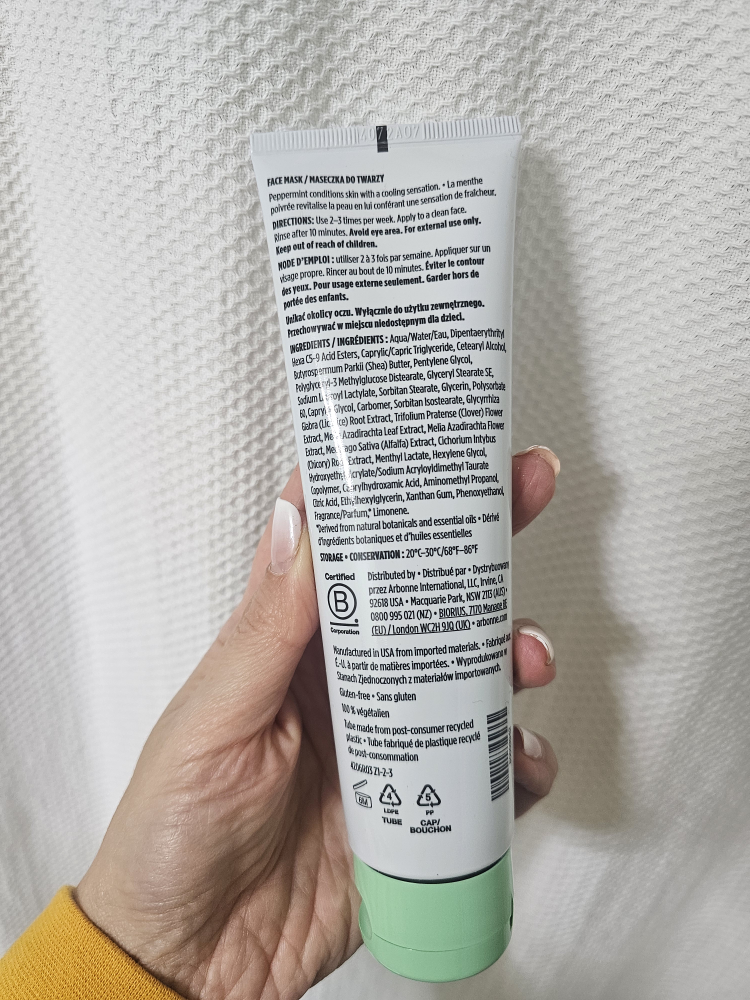 FACE MASK / MASECZKA DO TWARZY
Peppermint conditions skin with a cooling sensation. • La menthe
poivrée revitalise la peau en lui conférant une sensation de fraîcheur.
DIRECTIONS: Use 2–3 times per week. Apply to a clean face.
Rinse after 10 minutes. Avoid eye area. For external use only.
Keep out of reach of children.
MODE D'EMPLOI : utiliser 2 à 3 fois par semaine. Appliquer sur un
visage propre. Rincer au bout de 10 minutes. Éviter le contour
des yeux. Pour usage externe seulement. Garder hors de
portée des enfants.
Unikać okolicy oczu. Wyłącznie do użytku zewnętrznego.
Przechowywać w miejscu niedostępnym dla dzieci.
INGREDIENTS / INGRÉDIENTS : Aqua/Water/Eau, Dipentaerythrityl
Hexa C5-9 Acid Esters, Caprylic/Capric Triglyceride, Cetearyl Alcohol,
Butyrospermum Parkii (Shea) Butter, Pentylene Glycol,
Polyglyceryl-3 Methylglucose Distearate, Glyceryl Stearate SE,
Sodium Lauroyl Lactylate, Sorbitan Stearate, Glycerin, Polysorbate
60, Caprylyl Glycol, Carbomer, Sorbitan Isostearate, Glycyrrhiza
Glabra (Licorice) Root Extract, Trifolium Pratense (Clover) Flower
Extract, Melia Azadirachta Leaf Extract, Melia Azadirachta Flower
Extract, Medicago Sativa (Alfalfa) Extract, Cichorium Intybus
(Chicory) Root Extract, Menthyl Lactate, Hexylene Glycol,
Hydroxyethyl Acrylate/Sodium Acryloyldimethyl Taurate
Copolymer, Caprylhydroxamic Acid, Aminomethyl Propanol,
Citric Acid, Ethylhexylglycerin, Xanthan Gum, Phenoxyethanol,
Fragrance/Parfum,* Limonene.
*Derived from natural botanicals and essential oils • Dérivé
d'ingrédients botaniques et d'huiles essentielles
STORAGE • CONSERVATION : 20°C–30°C/68°F–86°F
Certified
B
Corporation
Distributed by • Distribué par • Dystrybuowany
przez Arbonne International, LLC, Irvine, CA
92618 USA • Macquarie Park, NSW 2113 (AUS) •
0800 995 021 (NZ) • BIORIUS, 7170 Manage BE
(EU) / London WC2H 9JQ (UK) • arbonne.com
Manufactured in USA from imported materials. • Fabriqué aux
É.-U. à partir de matières importées. • Wyprodukowano w
Stanach Zjednoczonych z materiałów importowanych.
Gluten-free • Sans gluten
100 % végétalien
Tube made from post-consumer recycled
plastic • Tube fabriqué de plastique recyclé
de post-consommation
4206R03 Z1-2-3
6M
4
LDPE
TUBE
5
PP
CAP/
BOUCHON